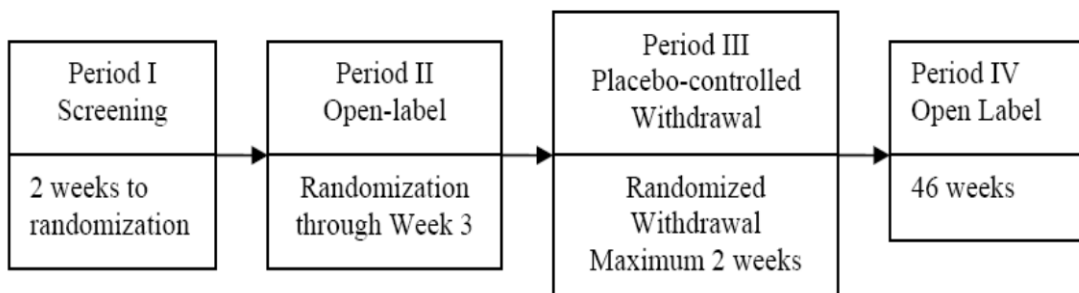 Period I
Screening
2 weeks to
randomization
Period II
Open-label
Randomization
through Week 3
Period III
Placebo-controlled
Withdrawal
Randomized
Withdrawal
Maximum 2 weeks
Period IV
Open Label
46 weeks